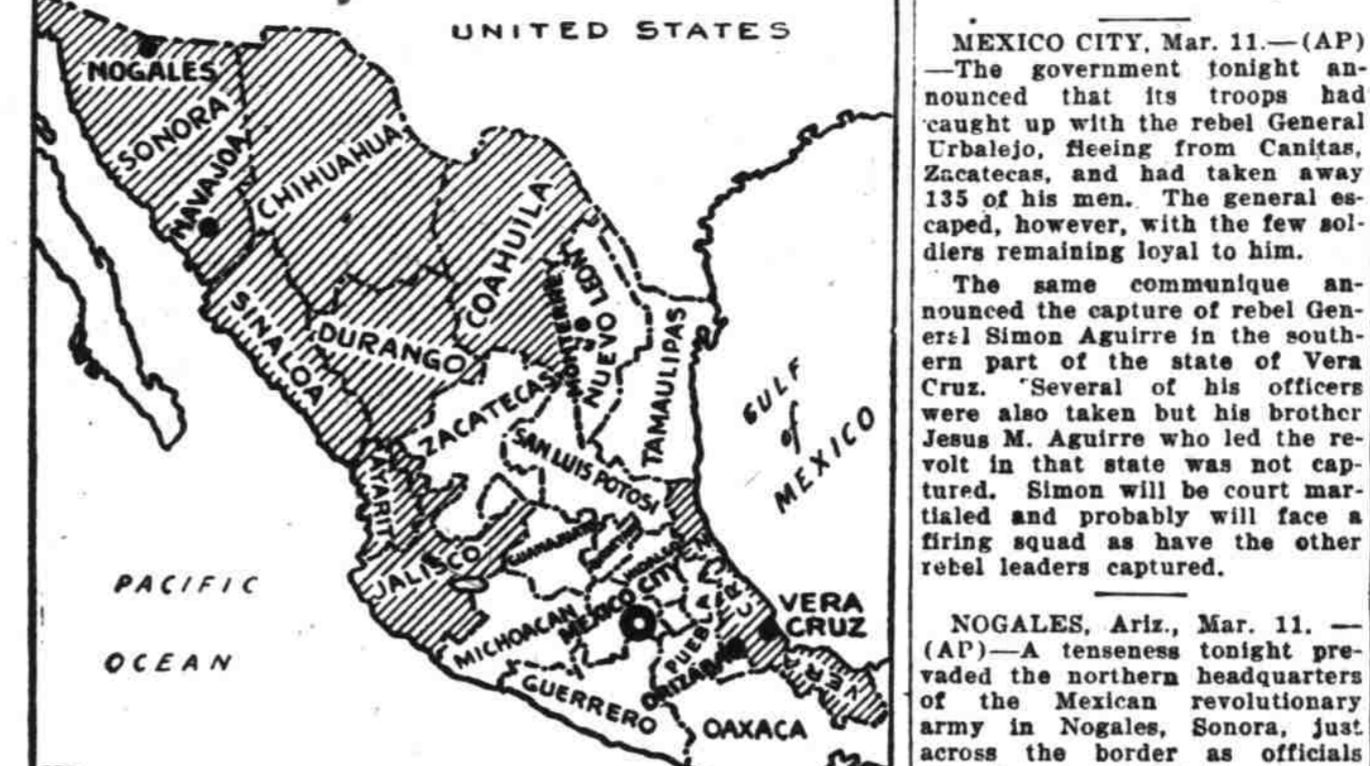 UNITED STATES
NOGALES
SONORA
NAVAJOA
CHIHUAHUA
COAHUILA
SINALOA
DURANGO
MONTEREY
NUEVO LEON
TAMAULIPAS
GULF
of
MEXICO
ZACATECAS
SAN LUIS POTOSI
NAYARIT
JALISCO
GUANAJUATO
HIDALGO
PACIFIC
OCEAN
MICHOACAN
MEXICO CITY
PUEBLA
VERA
CRUZ
VERA
CRUZ
ORIZABA
GUERRERO
OAXACA
MEXICO CITY, Mar. 11.—(AP)
—The government tonight an-
nounced that its troops had
caught up with the rebel General
Urbalejo, fleeing from Canitas,
Zacatecas, and had taken away
135 of his men. The general es-
caped, however, with the few sol-
diers remaining loyal to him.
The same communique an-
nounced the capture of rebel Gen-
eral Simon Aguirre in the south-
ern part of the state of Vera
Cruz. Several of his officers
were also taken but his brother
Jesus M. Aguirre who led the re-
volt in that state was not cap-
tured. Simon will be court mar-
tialed and probably will face a
firing squad as have the other
rebel leaders captured.
NOGALES, Ariz., Mar. 11. —
(AP)—A tenseness tonight pre-
vaded the northern headquarters
of the Mexican revolutionary
army in Nogales, Sonora, just
across the border as officials